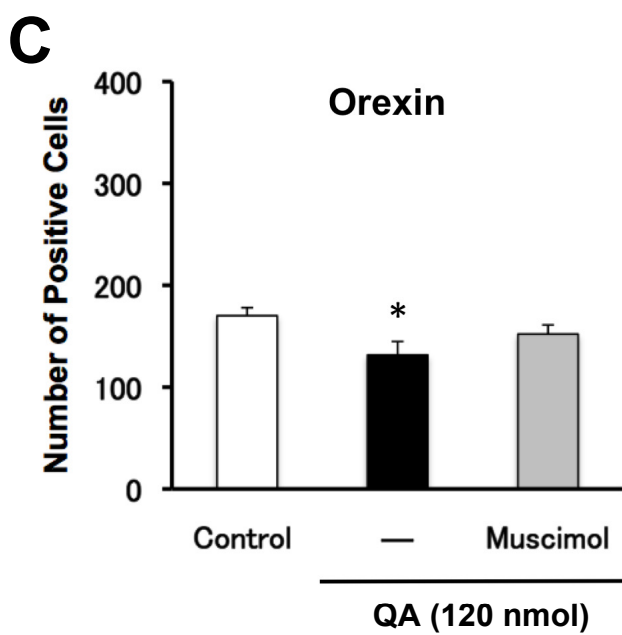 C
Orexin
Number of Positive Cells
400
300
200
100
0
*
Control
—
Muscimol
QA (120 nmol)